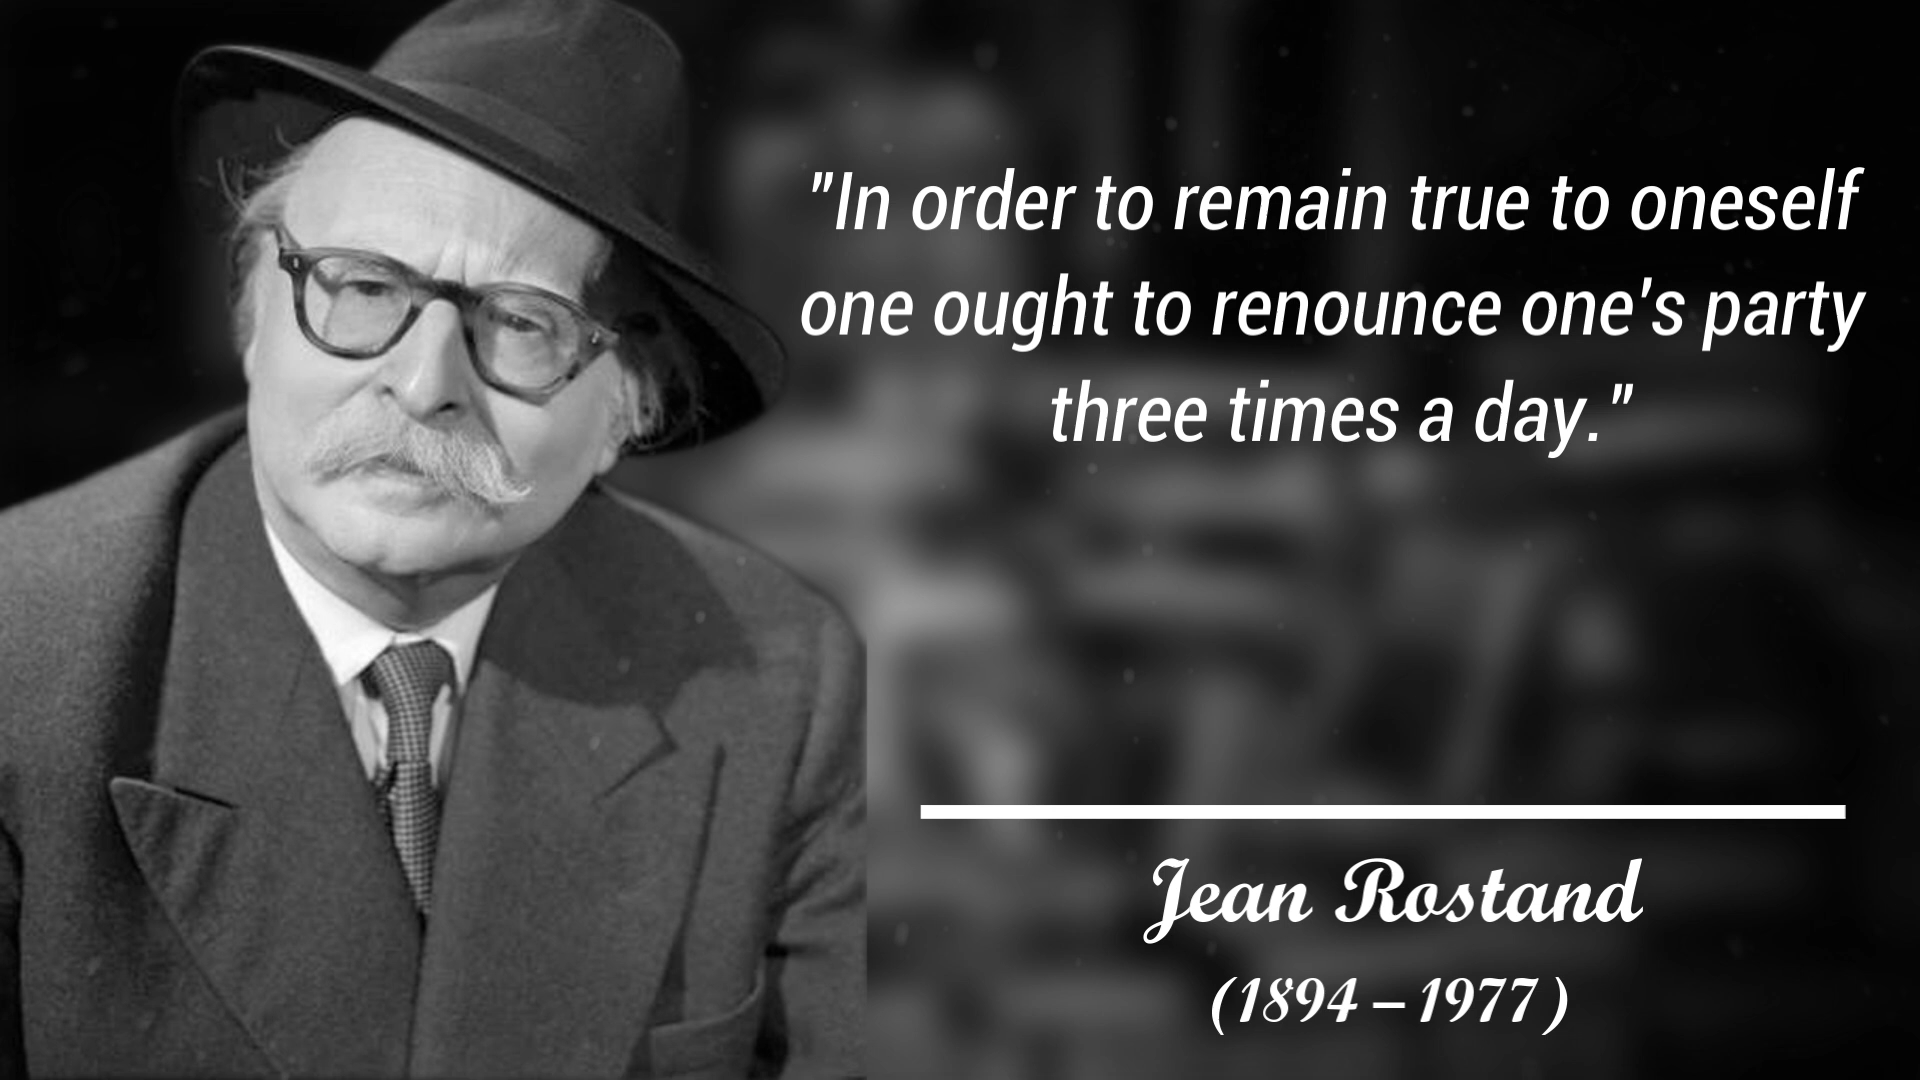 "In order to remain true to oneself
one ought to renounce one's party
three times a day."
Jean Rostand
(1894 – 1977)